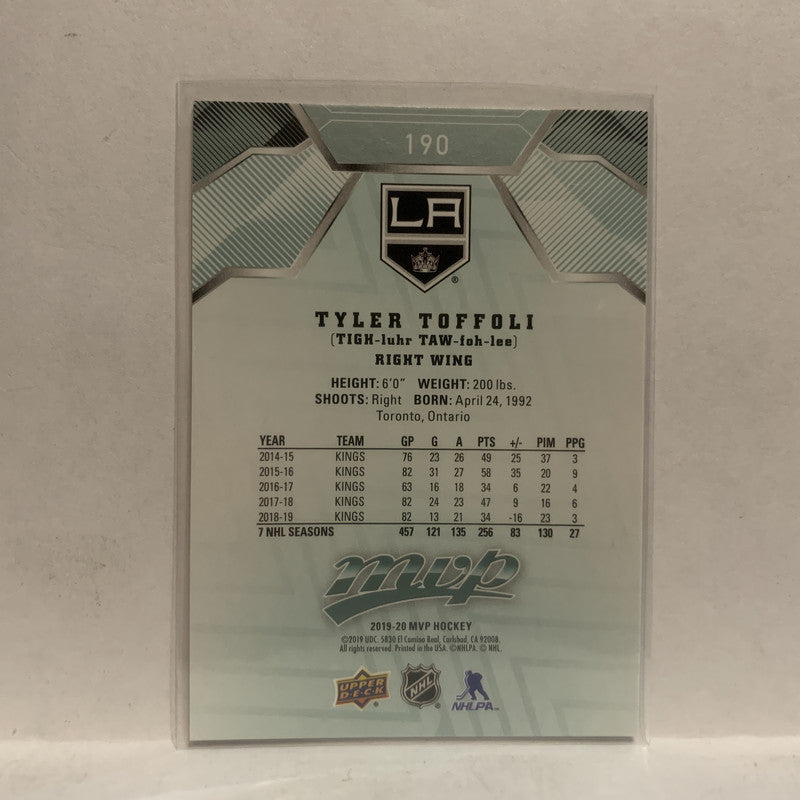 190
LA
®
TYLER TOFFOLI
(TIGH-luhr TAW-foh-lee)
RIGHT WING
HEIGHT: 6'0" WEIGHT: 200 lbs.
SHOOTS: Right BORN: April 24, 1992
Toronto, Ontario
YEAR TEAM GP G A PTS +/- PIM PPG
2014-15 KINGS 76 23 26 49 25 37 3
2015-16 KINGS 82 31 27 58 35 20 9
2016-17 KINGS 63 16 18 34 6 22 4
2017-18 KINGS 82 24 23 47 9 16 6
2018-19 KINGS 82 13 21 34 -16 23 3
7 NHL SEASONS 457 121 135 256 83 130 27
mvp
2019-20 MVP HOCKEY
©2019 UDC. 5830 El Camino Real, Carlsbad, CA 92008.
All rights reserved. Printed in the USA. ©NHLPA. © NHL.
UPPER DECK ® NHL ® NHLPA™